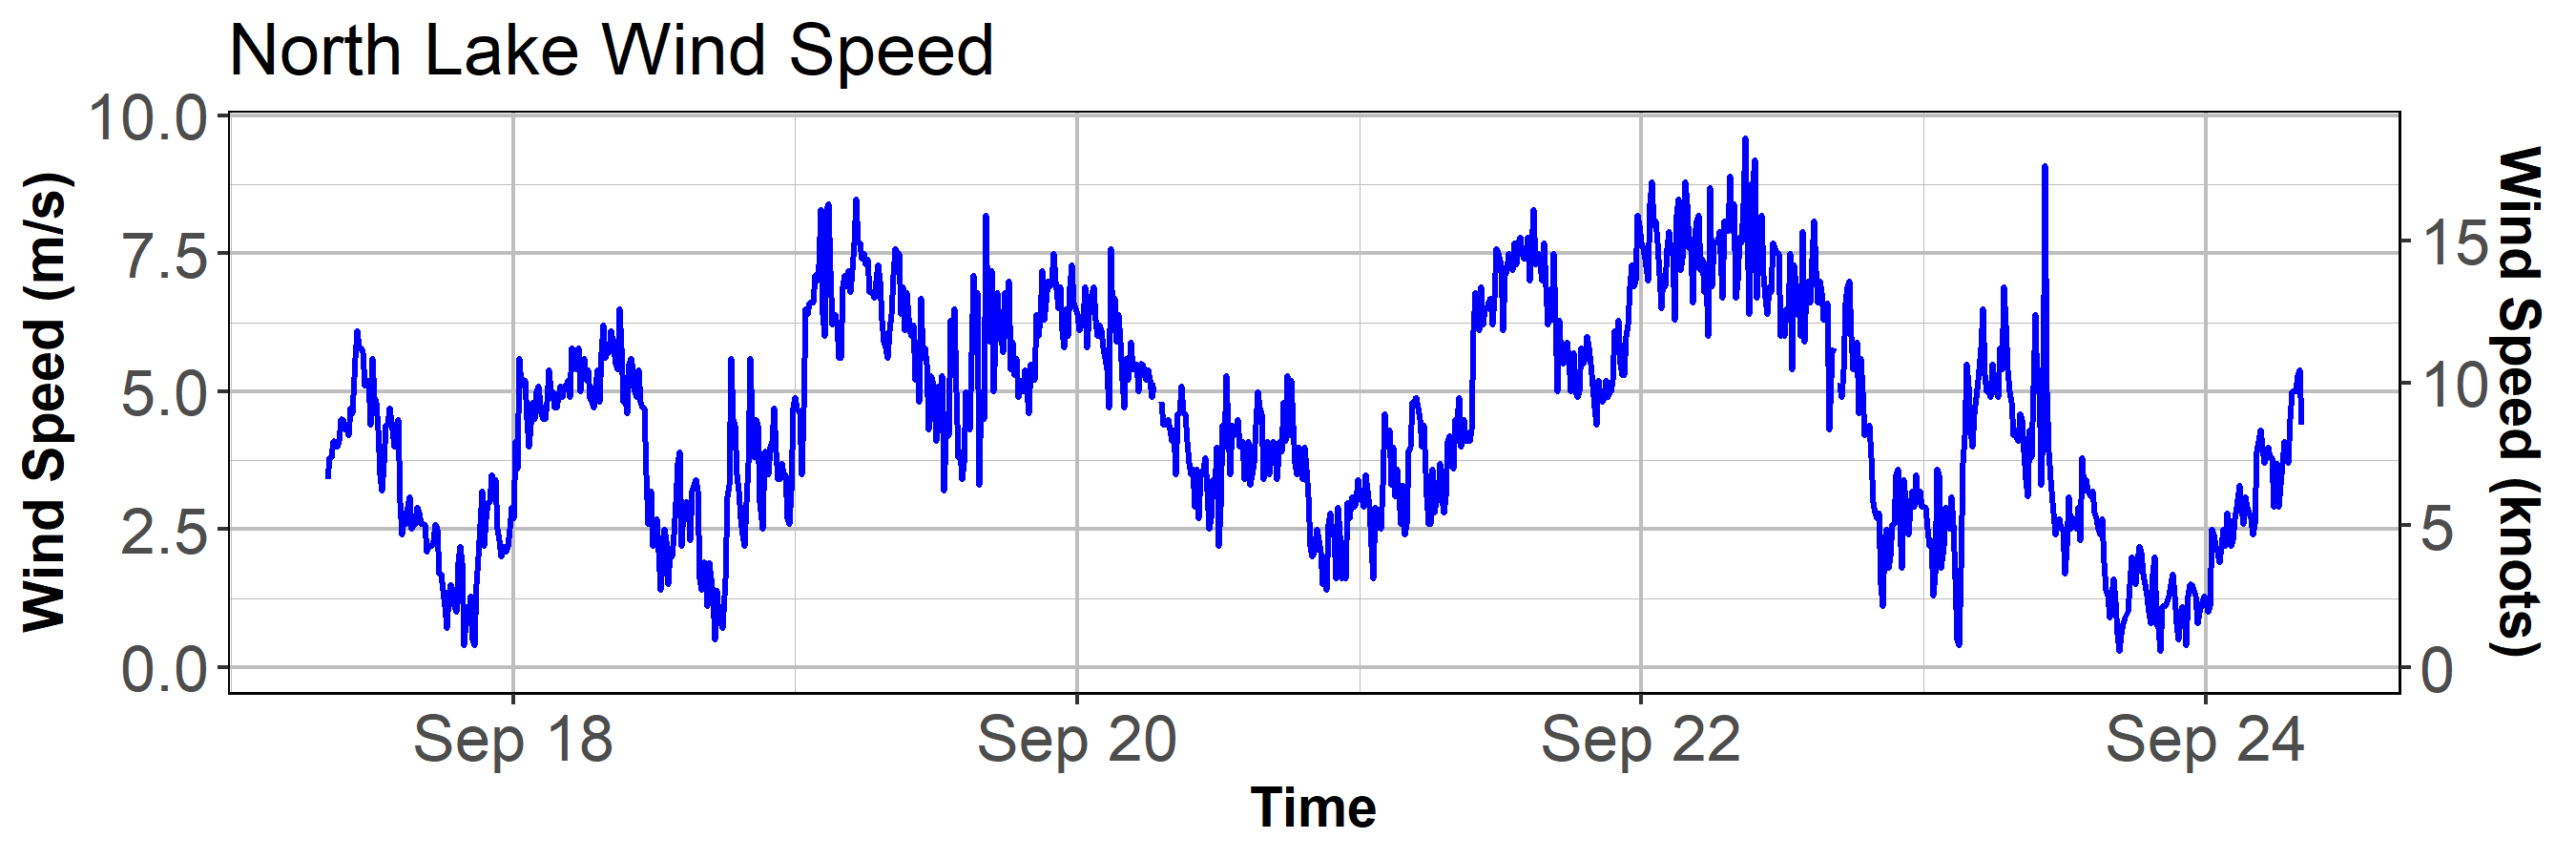 North Lake Wind Speed
Wind Speed (m/s)
10.0
7.5
5.0
2.5
0.0
Wind Speed (knots)
15
10
5
0
Sep 18 Sep 20 Sep 22 Sep 24
Time